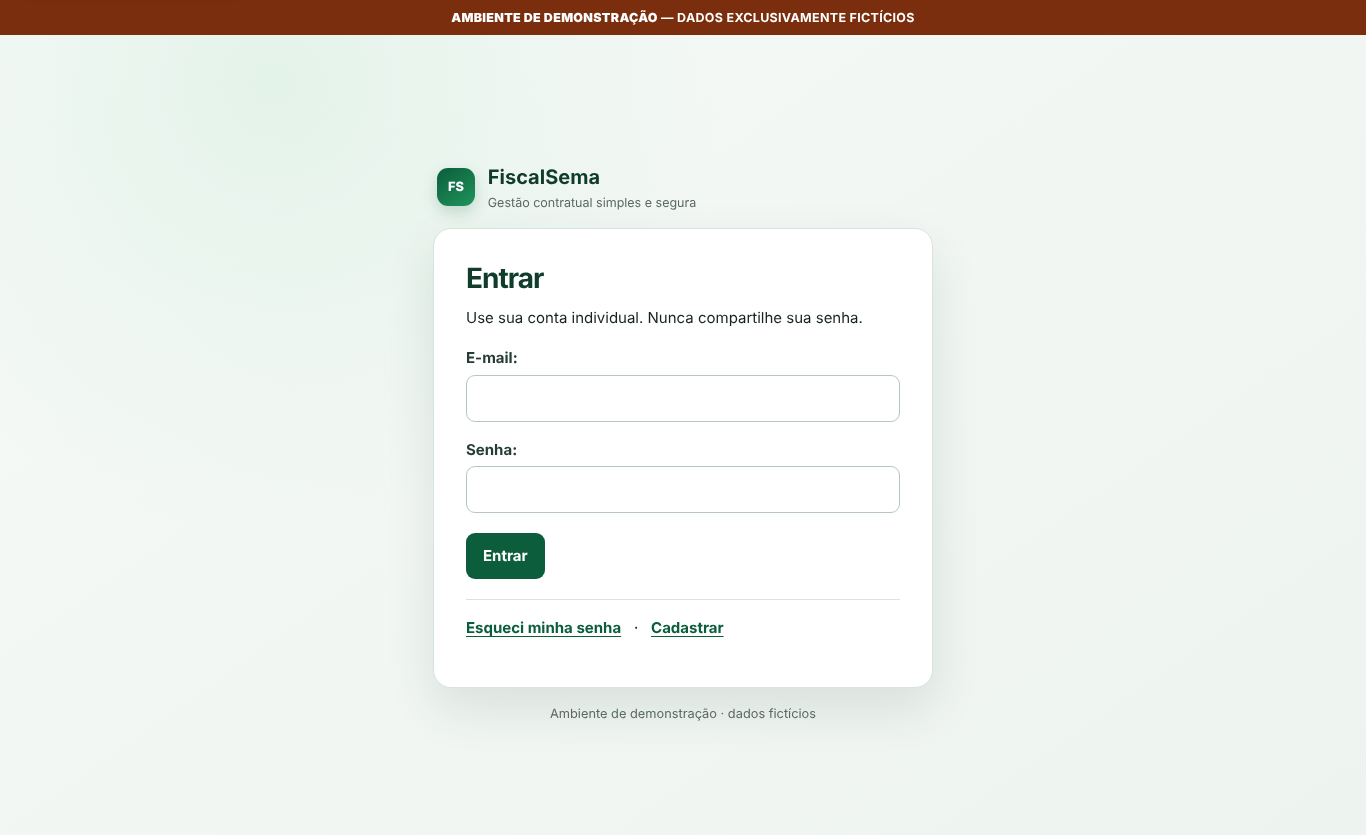 AMBIENTE DE DEMONSTRAÇÃO — DADOS EXCLUSIVAMENTE FICTÍCIOS
FS
FiscalSema
Gestão contratual simples e segura
Entrar
Use sua conta individual. Nunca compartilhe sua senha.
E-mail:
Senha:
Entrar
Esqueci minha senha · Cadastrar
Ambiente de demonstração · dados fictícios